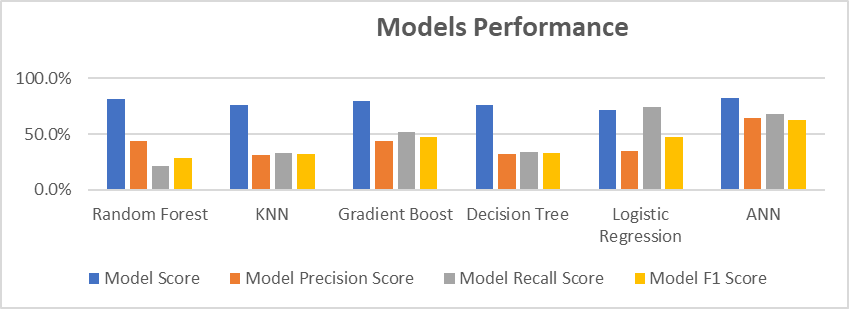 Models Performance
100.0%
50.0%
0.0%
Random Forest
KNN
Gradient Boost
Decision Tree
Logistic
Regression
ANN
Model Score
Model Precision Score
Model Recall Score
Model F1 Score